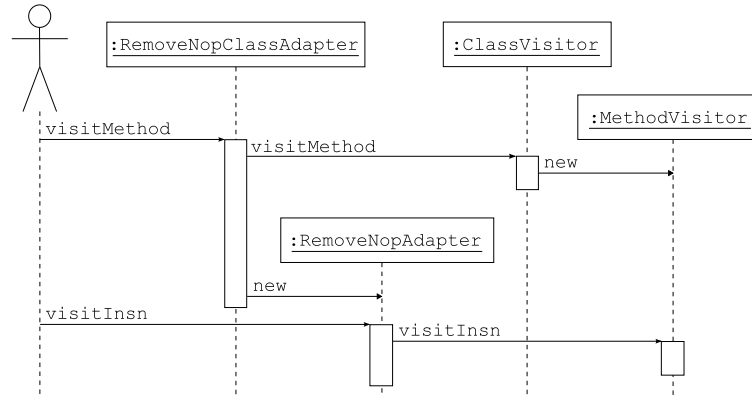 :RemoveNopClassAdapter
:ClassVisitor
:MethodVisitor
visitMethod
visitMethod
new
:RemoveNopAdapter
new
visitInsn
visitInsn